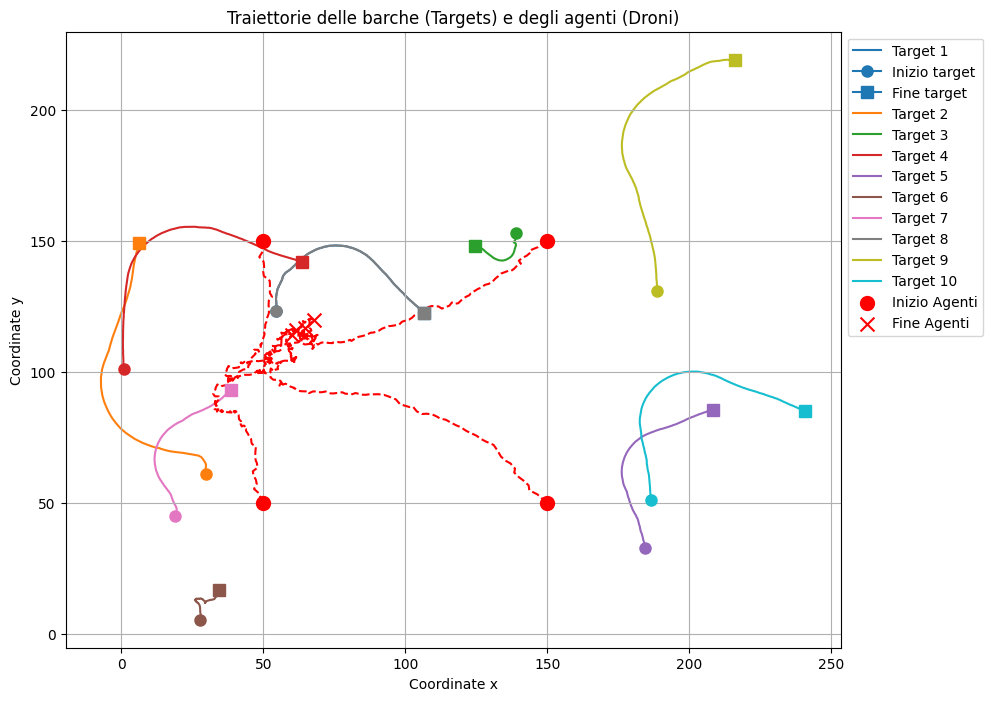 Traiettorie delle barche (Targets) e degli agenti (Droni)
Target 1
Inizio target
Fine target
Target 2
Target 3
Target 4
Target 5
Target 6
Target 7
Target 8
Target 9
Target 10
Inizio Agenti
Fine Agenti
Coordinate y
200
150
100
50
0
0 50 100 150 200 250
Coordinate x